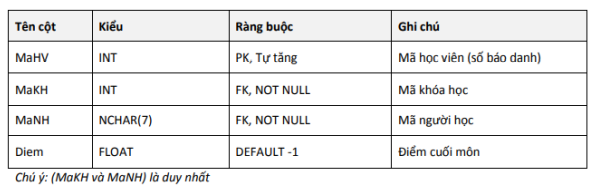 Tên cột Kiểu Ràng buộc Ghi chú
MaHV INT PK, Tự tăng Mã học viên (số báo danh)
MaKH INT FK, NOT NULL Mã khóa học
MaNH NCHAR(7) FK, NOT NULL Mã người học
Diem FLOAT DEFAULT -1 Điểm cuối môn
Chú ý: (MaKH và MaNH) là duy nhất